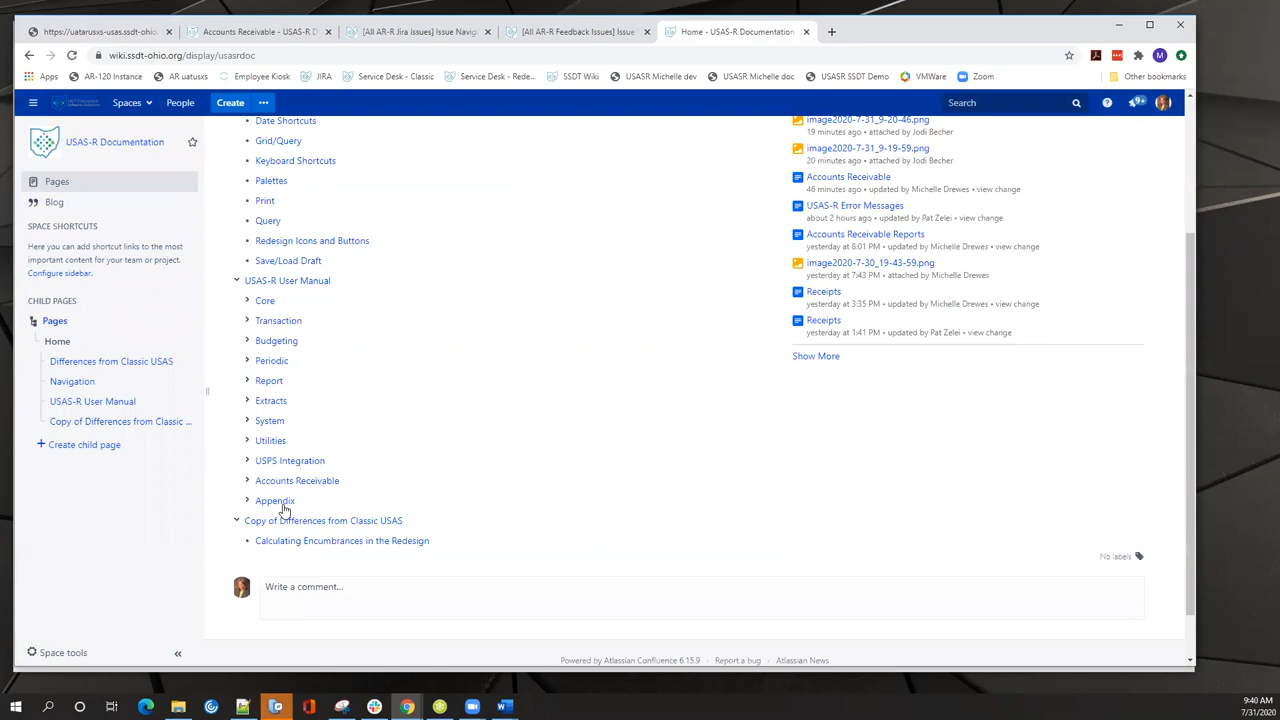 https://uatarusxs-usas.ssdt-ohio.
Accounts Receivable - USAS-R D
[All AR-R Jira issues] Issue Navig
[All AR-R Feedback Issues] Issue
Home - USAS-R Documentation
wiki.ssdt-ohio.org/display/usasrdoc
Apps
AR-120 Instance
AR uatusxs
Employee Kiosk
JIRA
Service Desk - Classic
Service Desk - Rede...
SSDT Wiki
USASR Michelle dev
USASR Michelle doc
USASR SSDT Demo
VMWare
Zoom
Other bookmarks
Spaces
People
Create
Search
9+
USAS-R Documentation
Pages
Blog
SPACE SHORTCUTS
Here you can add shortcut links to the most
important content for your team or project.
Configure sidebar.
CHILD PAGES
Pages
Home
Differences from Classic USAS
Navigation
USAS-R User Manual
Copy of Differences from Classic ...
+ Create child page
Space tools
Date Shortcuts
Grid/Query
Keyboard Shortcuts
Palettes
Print
Query
Redesign Icons and Buttons
Save/Load Draft
USAS-R User Manual
Core
Transaction
Budgeting
Periodic
Report
Extracts
System
Utilities
USPS Integration
Accounts Receivable
Appendix
Copy of Differences from Classic USAS
Calculating Encumbrances in the Redesign
image2020-7-31_9-20-46.png
19 minutes ago • attached by Jodi Becher
image2020-7-31_9-19-59.png
20 minutes ago • attached by Jodi Becher
Accounts Receivable
46 minutes ago • updated by Michelle Drewes • view change
USAS-R Error Messages
about 2 hours ago • updated by Pat Zelei • view change
Accounts Receivable Reports
yesterday at 8:01 PM • updated by Michelle Drewes • view change
image2020-7-30_19-43-59.png
yesterday at 7:43 PM • attached by Michelle Drewes
Receipts
yesterday at 3:35 PM • updated by Michelle Drewes • view change
Receipts
yesterday at 1:41 PM • updated by Pat Zelei • view change
Show More
No labels
Write a comment...
Powered by Atlassian Confluence 6.15.9 · Report a bug · Atlassian News
9:40 AM
7/31/2020